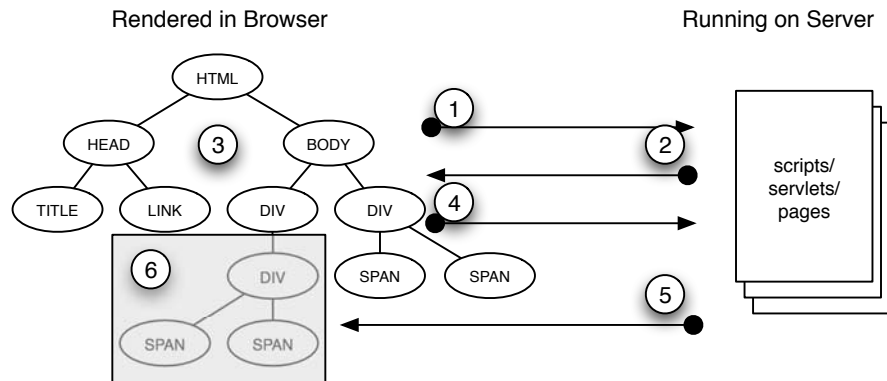 Rendered in Browser
Running on Server
HTML
1
HEAD
3
BODY
2
scripts/
servlets/
pages
TITLE
LINK
DIV
DIV
4
6
DIV
SPAN
SPAN
5
SPAN
SPAN